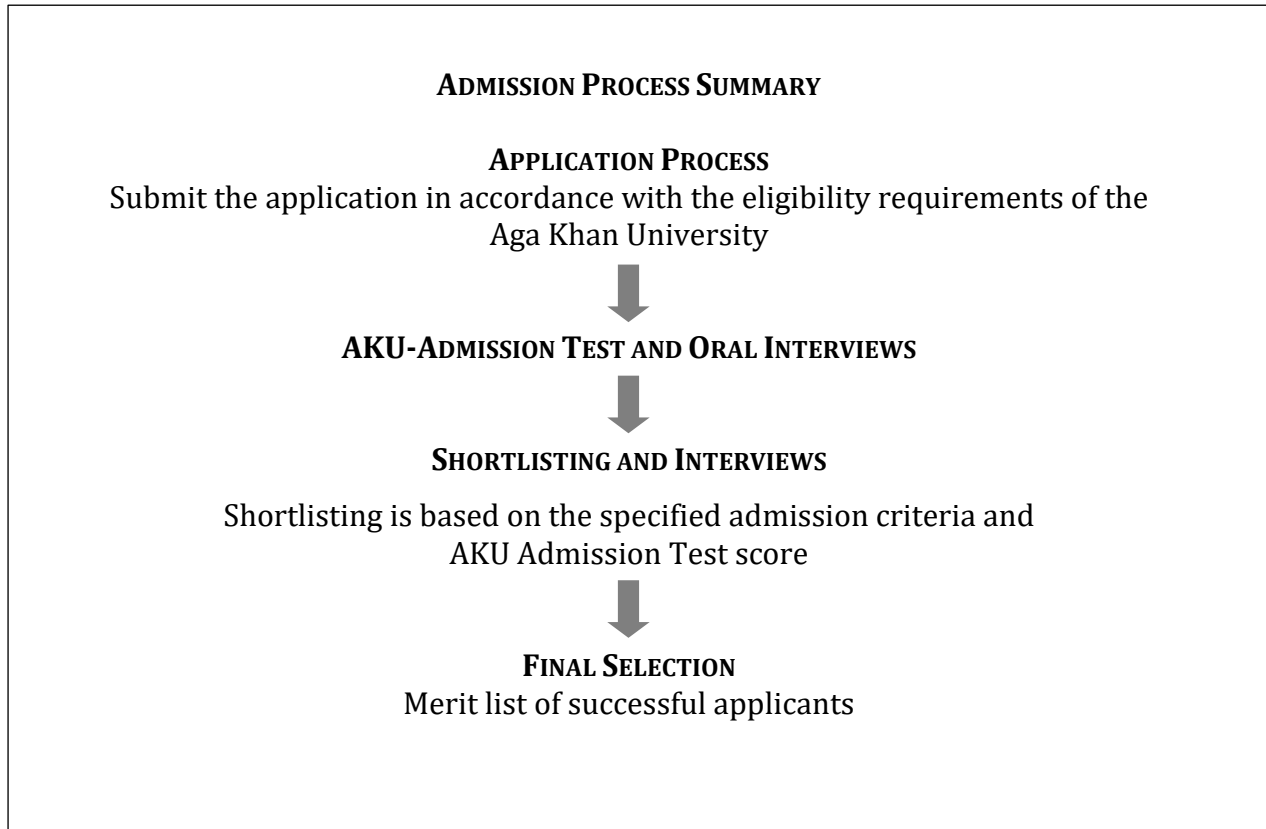 ADMISSION PROCESS SUMMARY
APPLICATION PROCESS
Submit the application in accordance with the eligibility requirements of the
Aga Khan University
AKU-ADMISSION TEST AND ORAL INTERVIEWS
SHORTLISTING AND INTERVIEWS
Shortlisting is based on the specified admission criteria and
AKU Admission Test score
FINAL SELECTION
Merit list of successful applicants